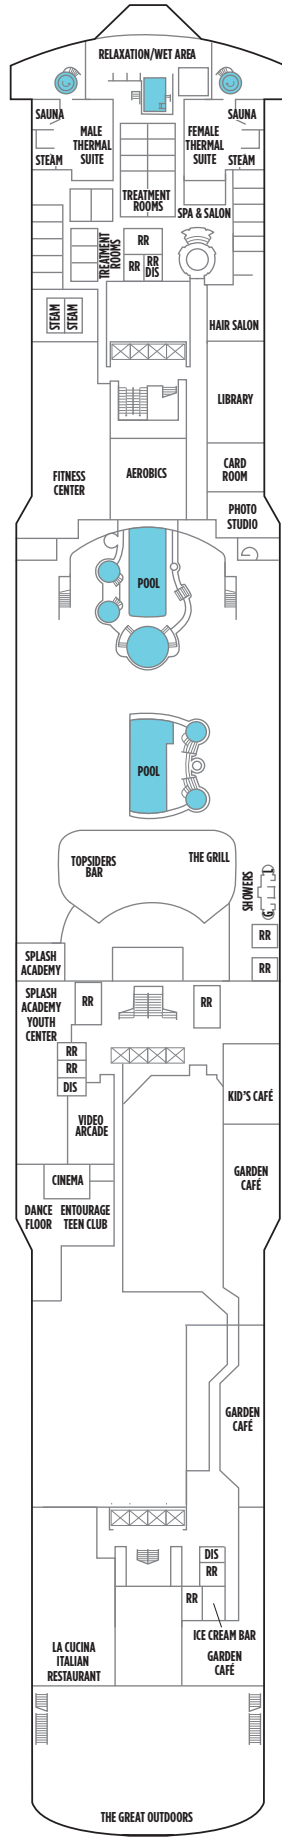 RELAXATION/WET AREA
SAUNA
SAUNA
MALE
THERMAL
SUITE
FEMALE
THERMAL
SUITE
STEAM
STEAM
TREATMENT
ROOMS
SPA & SALON
TREATMENT
ROOMS
RR
RR
RR
DIS
STEAM
STEAM
HAIR SALON
LIBRARY
FITNESS
CENTER
AEROBICS
CARD
ROOM
PHOTO
STUDIO
POOL
POOL
TOPSIDERS
BAR
THE GRILL
SHOWERS
L
G
RR
SPLASH
ACADEMY
RR
SPLASH
ACADEMY
YOUTH
CENTER
RR
RR
RR
RR
DIS
KID'S CAFÉ
VIDEO
ARCADE
GARDEN
CAFÉ
CINEMA
DANCE
FLOOR
ENTOURAGE
TEEN CLUB
GARDEN
CAFÉ
DIS
RR
RR
ICE CREAM BAR
LA CUCINA
ITALIAN
RESTAURANT
GARDEN
CAFÉ
THE GREAT OUTDOORS